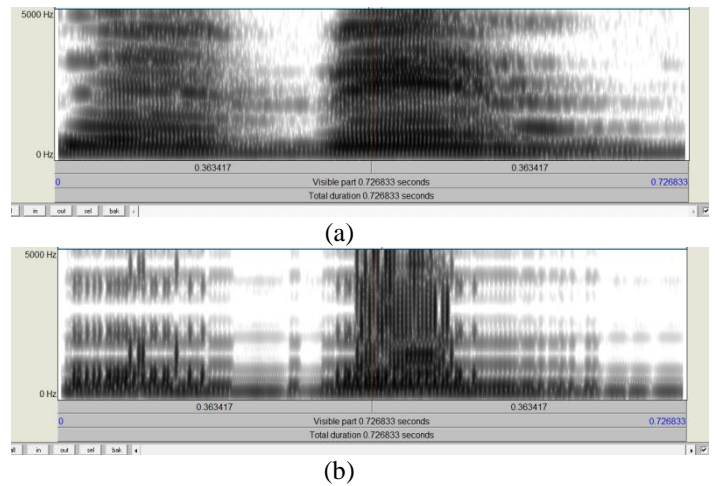 5000 Hz
0 Hz
0.363417 0.363417
0 Visible part 0.726833 seconds 0.726833
Total duration 0.726833 seconds
in out sel bak
(a)
5000 Hz
0 Hz
0.363417 0.363417
0 Visible part 0.726833 seconds 0.726833
Total duration 0.726833 seconds
in out sel bak
(b)